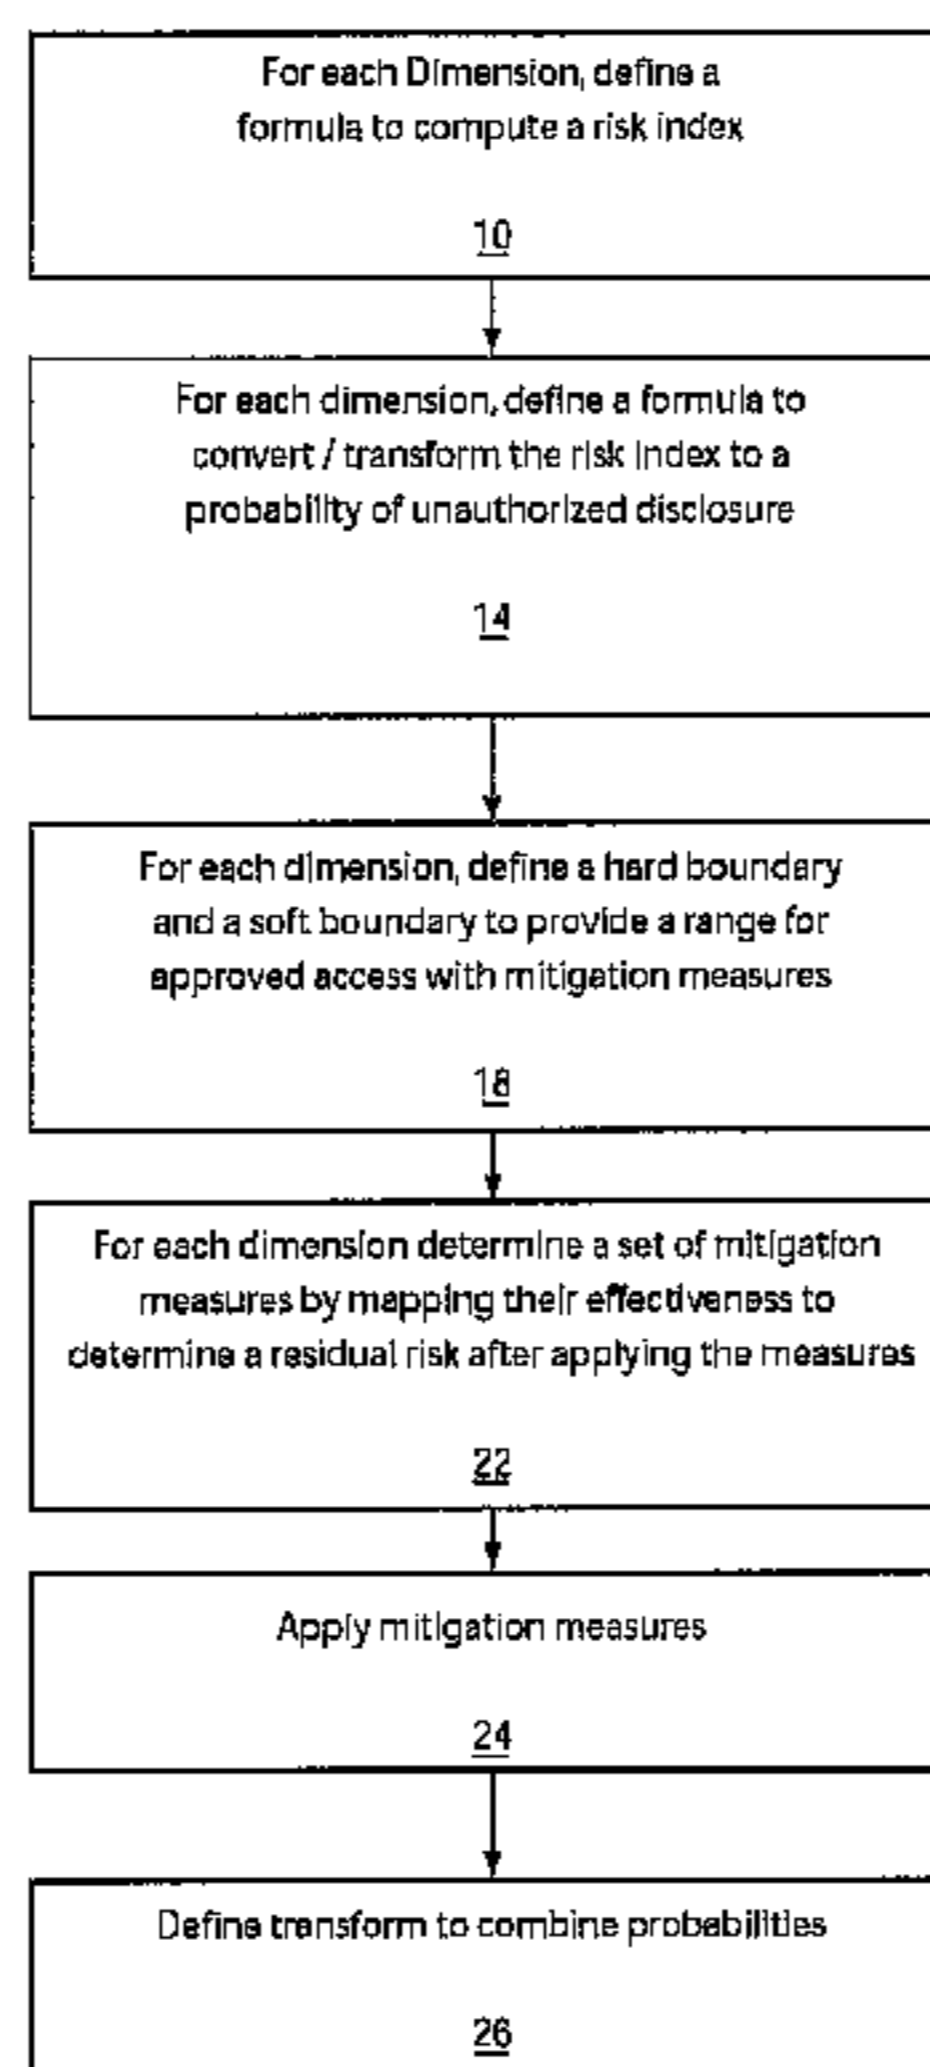 For each Dimension, define a
formula to compute a risk index
10
For each dimension, define a formula to
convert / transform the risk index to a
probability of unauthorized disclosure
14
For each dimension, define a hard boundary
and a soft boundary to provide a range for
approved access with mitigation measures
18
For each dimension determine a set of mitigation
measures by mapping their effectiveness to
determine a residual risk after applying the measures
22
Apply mitigation measures
24
Define transform to combine probabilities
26